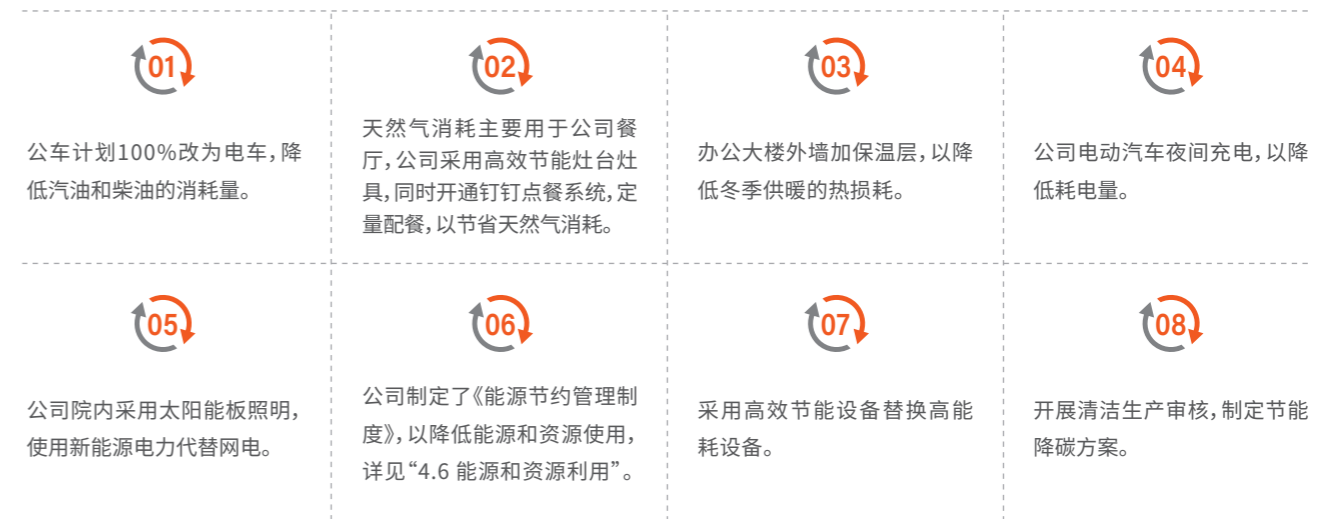 01
公车计划100%改为电车,降
低汽油和柴油的消耗量。
02
天然气消耗主要用于公司餐
厅,公司采用高效节能灶台灶
具,同时开通钉钉点餐系统,定
量配餐,以节省天然气消耗。
03
办公大楼外墙加保温层,以降
低冬季供暖的热损耗。
04
公司电动汽车夜间充电,以降
低耗电量。
05
公司院内采用太阳能板照明,
使用新能源电力代替网电。
06
公司制定了《能源节约管理制
度》,以降低能源和资源使用,
详见“4.6 能源和资源利用”。
07
采用高效节能设备替换高能
耗设备。
08
开展清洁生产审核,制定节能
降碳方案。